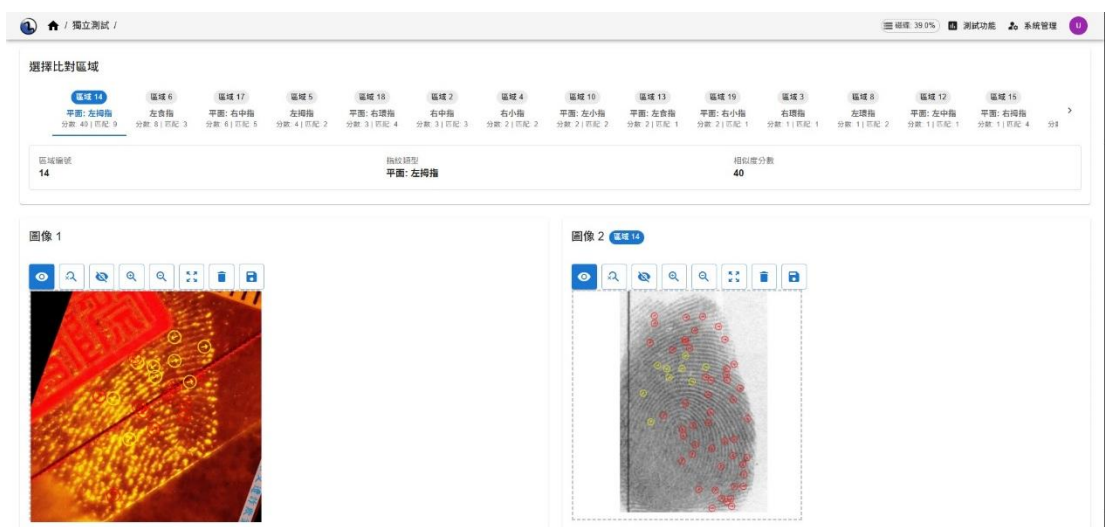 / 獨立測試 /
磁碟: 39.0% 測試功能 系統管理 U
選擇比對區域
區域 14 區域 6 區域 17 區域 5 區域 18 區域 2 區域 4 區域 10 區域 13 區域 19 區域 3 區域 8 區域 12 區域 15
平面: 左拇指 左食指 平面: 右中指 左拇指 平面: 右環指 右中指 右小指 平面: 左小指 平面: 左食指 平面: 右小指 右環指 左環指 平面: 左中指 平面: 右拇指
分數: 40 | 匹配: 9 分數: 8 | 匹配: 3 分數: 6 | 匹配: 5 分數: 4 | 匹配: 2 分數: 3 | 匹配: 4 分數: 3 | 匹配: 3 分數: 2 | 匹配: 2 分數: 2 | 匹配: 2 分數: 2 | 匹配: 1 分數: 2 | 匹配: 1 分數: 1 | 匹配: 1 分數: 1 | 匹配: 2 分數: 1 | 匹配: 1 分數: 1 | 匹配: 4
區域編號 指紋類型 相似度分數
14 平面: 左拇指 40
圖像 1 圖像 2 區域 14